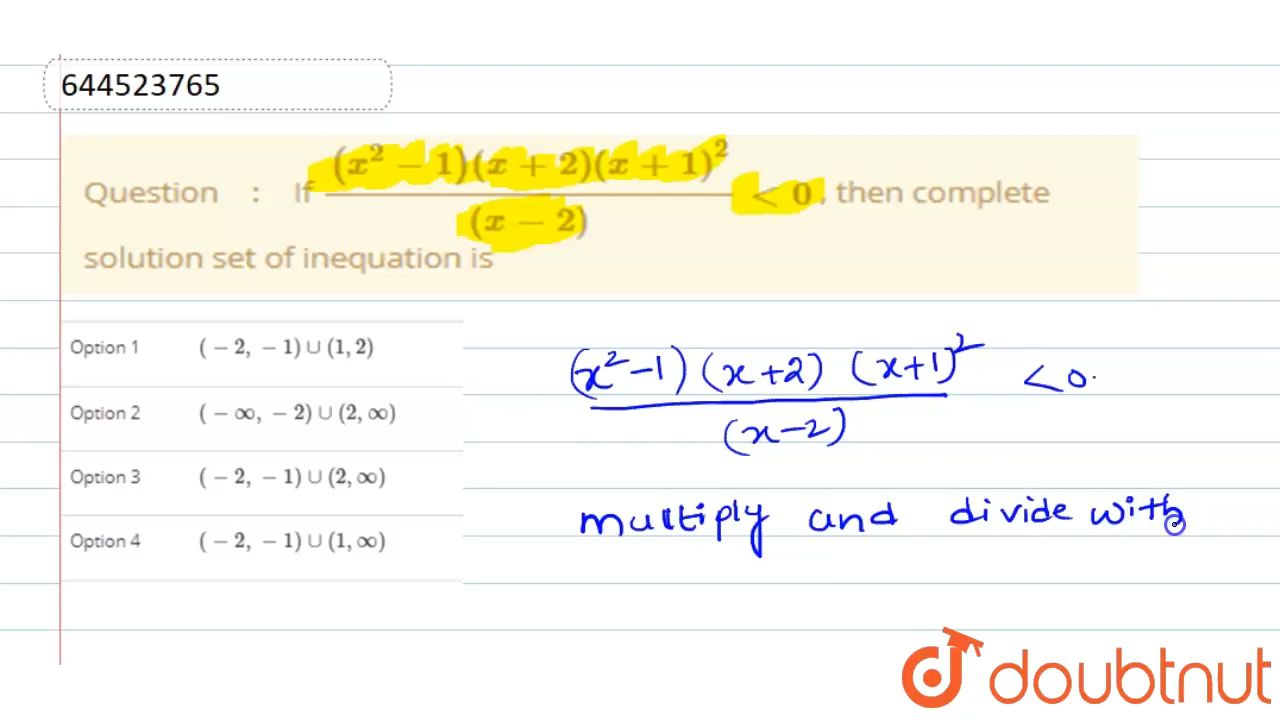 644523765
Question : If (x² − 1)(x + 2)(x + 1)² / (x − 2) < 0, then complete
solution set of inequation is
Option 1 (− 2, − 1) ∪ (1, 2)
Option 2 (− ∞, − 2) ∪ (2, ∞)
Option 3 (− 2, − 1) ∪ (2, ∞)
Option 4 (− 2, − 1) ∪ (1, ∞)
(x²−1) (x+2) (x+1)² / (x−2) < 0.
multiply and divide with
doubtnut